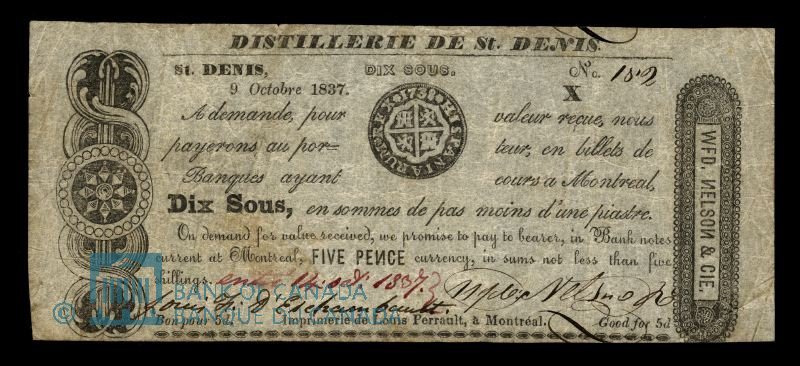 DISTILLERIE DE St. DENIS.
St. DENIS, DIX SOUS. No. 152
9 Octobre 1837. X
A demande, pour valeur reçue, nous
payerons au por= teur, en billets de
Banques ayant cours a Montreal,
Dix Sous, en sommes de pas moins d'une piastre.
On demand for value received, we promise to pay to bearer, in Bank notes
current at Montreal, FIVE PENCE currency, in sums not less than five
shillings. 1837.
D'Eschambault.
Bon pour 5d. Imprimerie de Louis Perrault, à Montréal. Good for 5d
WFD. NELSON & CIE.
© BANK OF CANADA
BANQUE DU CANADA